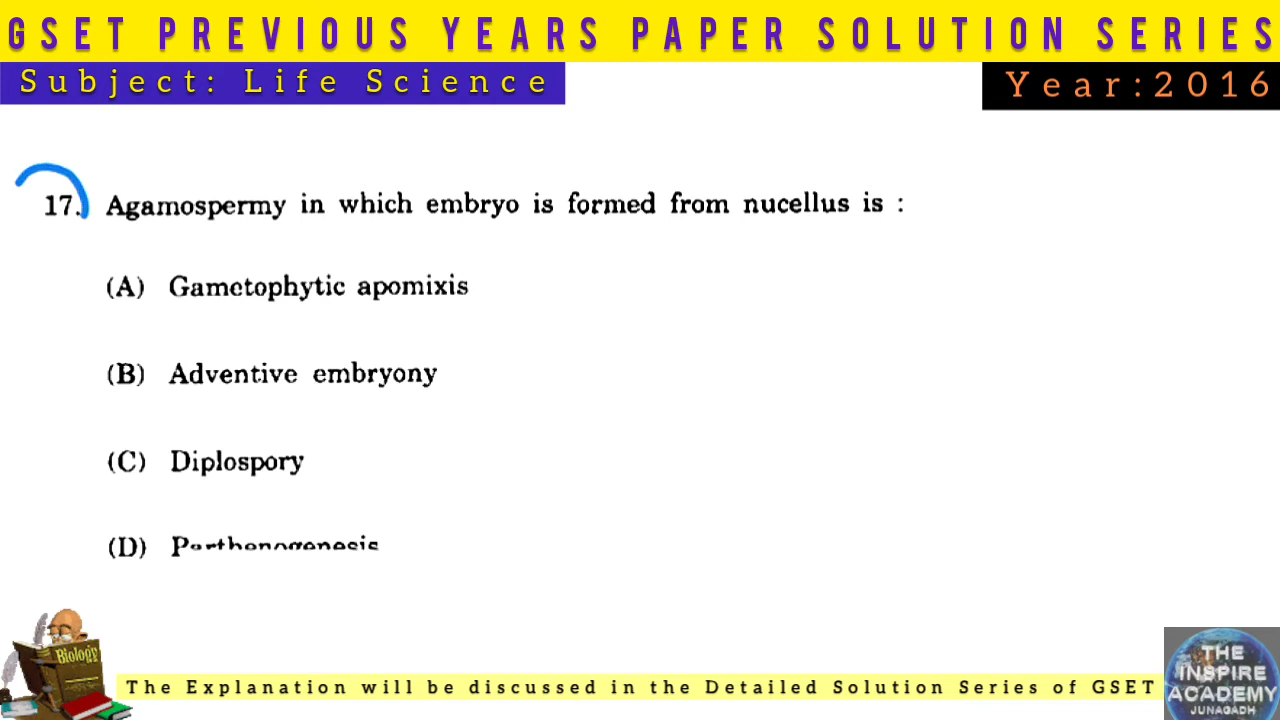 GSET PREVIOUS YEARS PAPER SOLUTION SERIES
Subject: Life Science
Year:2016
17. Agamospermy in which embryo is formed from nucellus is :
(A) Gametophytic apomixis
(B) Adventive embryony
(C) Diplospory
(D) Parthenogenesis
Biology
The Explanation will be discussed in the Detailed Solution Series of GSET
THE
INSPIRE
ACADEMY
JUNAGADH